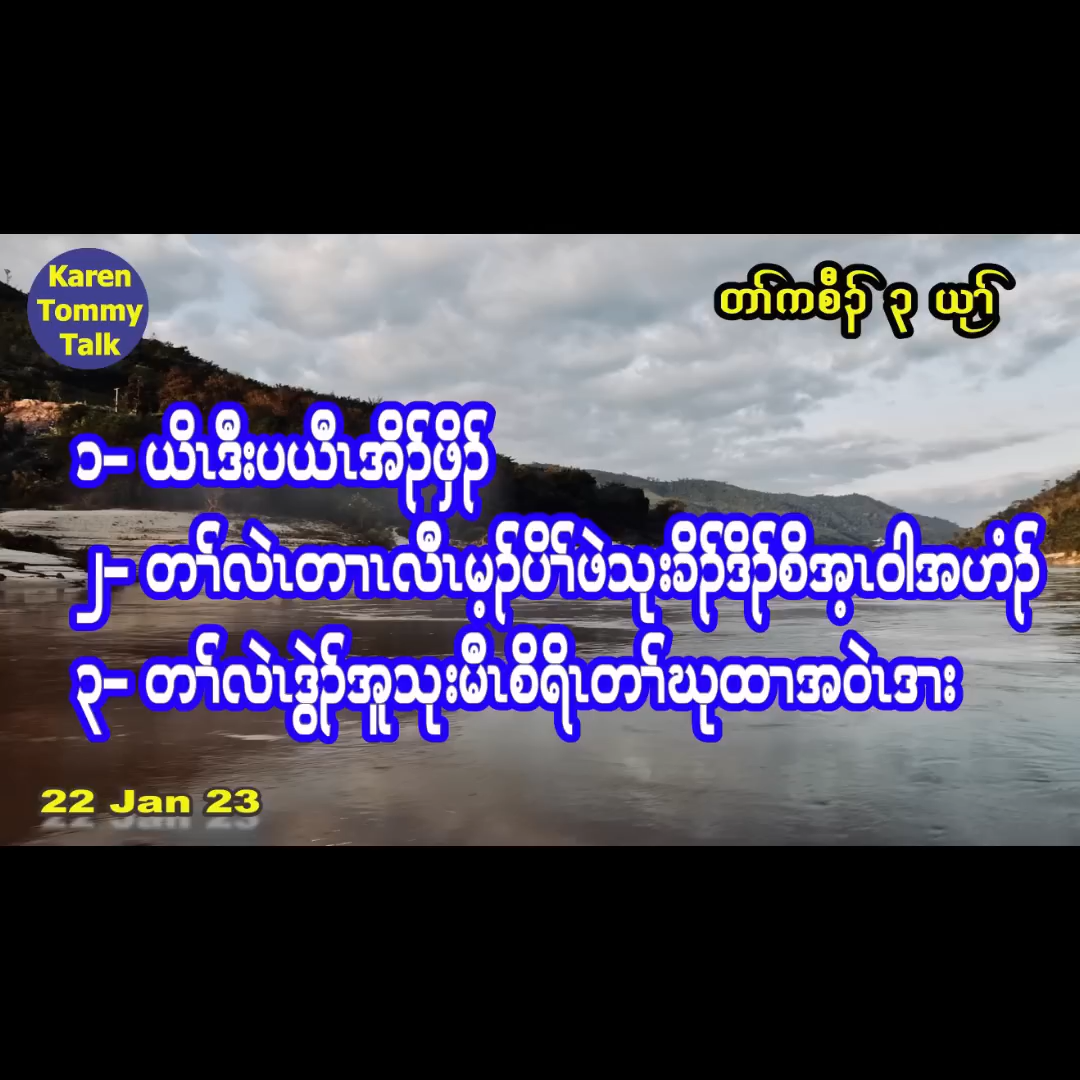 Karen
Tommy
Talk
တၢ်ကစီၣ် ၃ ယုၢ်
၁- ယိၤဒီးပယီၤအိၣ်ဖှိၣ်
၂- တၢ်လဲၤတၢၤလီၤမ့ၣ်ပိၢ်ဖဲသုးခိၣ်ဒိၣ်စိအ့ၤဝါအဟံၣ်
၃- တၢ်လဲၤဒွဲၣ်အူသုးမီၤစိရိၤတၢ်ဃုထၢအဝဲၤဒၢး
22 Jan 23